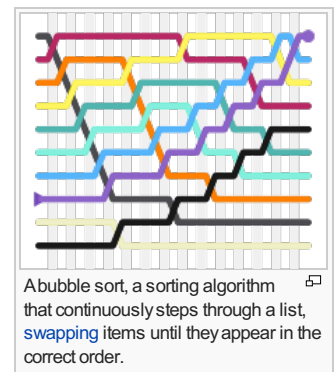 A bubble sort, a sorting algorithm
that continuously steps through a list,
swapping items until they appear in the
correct order.